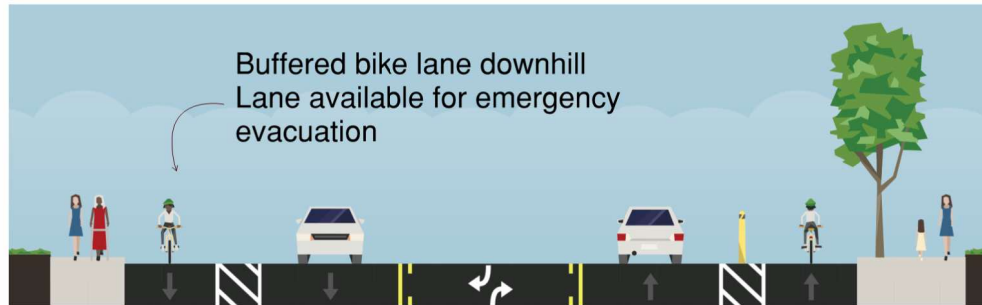 Buffered bike lane downhill
Lane available for emergency
evacuation